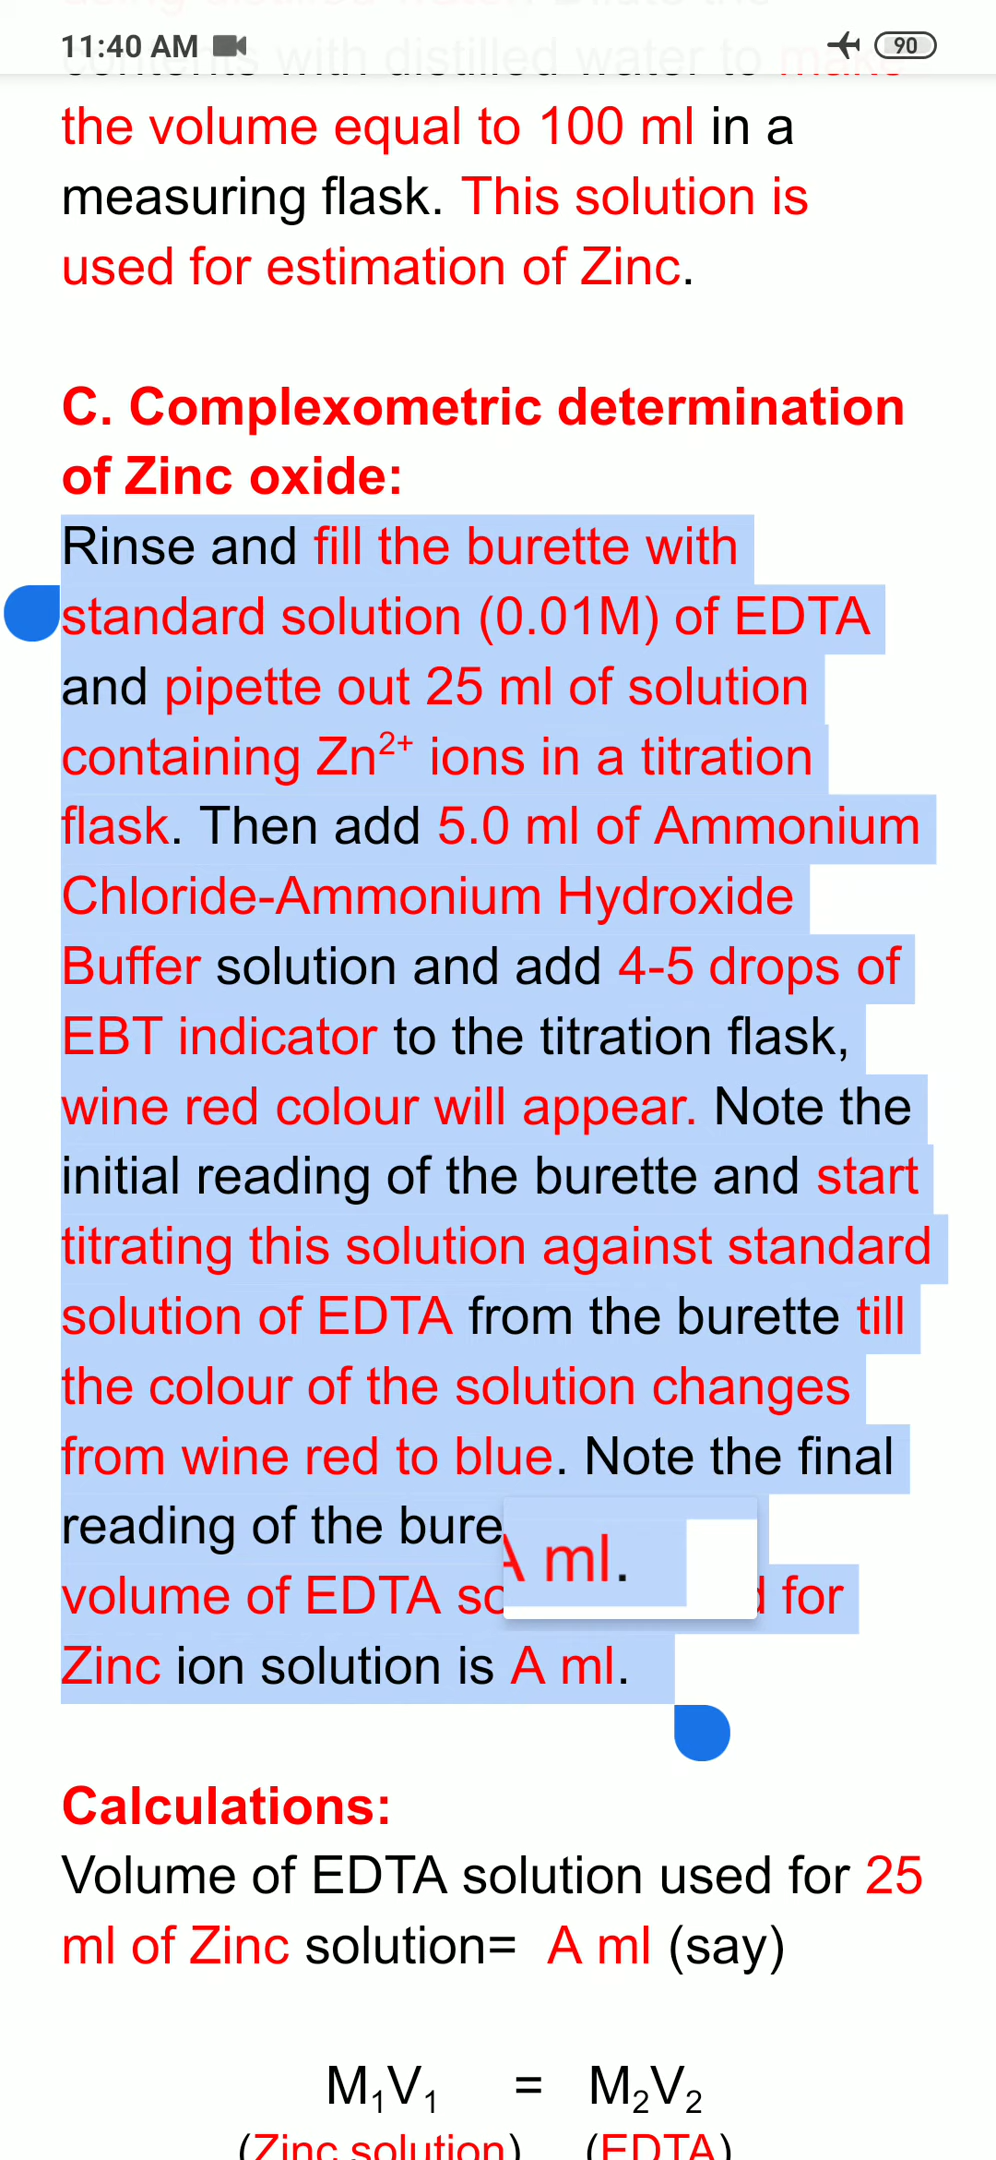 11:40 AM
90
contents with distilled water to make
the volume equal to 100 ml in a
measuring flask. This solution is
used for estimation of Zinc.
C. Complexometric determination
of Zinc oxide:
Rinse and fill the burette with
standard solution (0.01M) of EDTA
and pipette out 25 ml of solution
containing Zn²⁺ ions in a titration
flask. Then add 5.0 ml of Ammonium
Chloride-Ammonium Hydroxide
Buffer solution and add 4-5 drops of
EBT indicator to the titration flask,
wine red colour will appear. Note the
initial reading of the burette and start
titrating this solution against standard
solution of EDTA from the burette till
the colour of the solution changes
from wine red to blue. Note the final
reading of the bure
A ml.
volume of EDTA so for
Zinc ion solution is A ml.
Calculations:
Volume of EDTA solution used for 25
ml of Zinc solution= A ml (say)
M₁V₁ = M₂V₂
(Zinc solution) (EDTA)